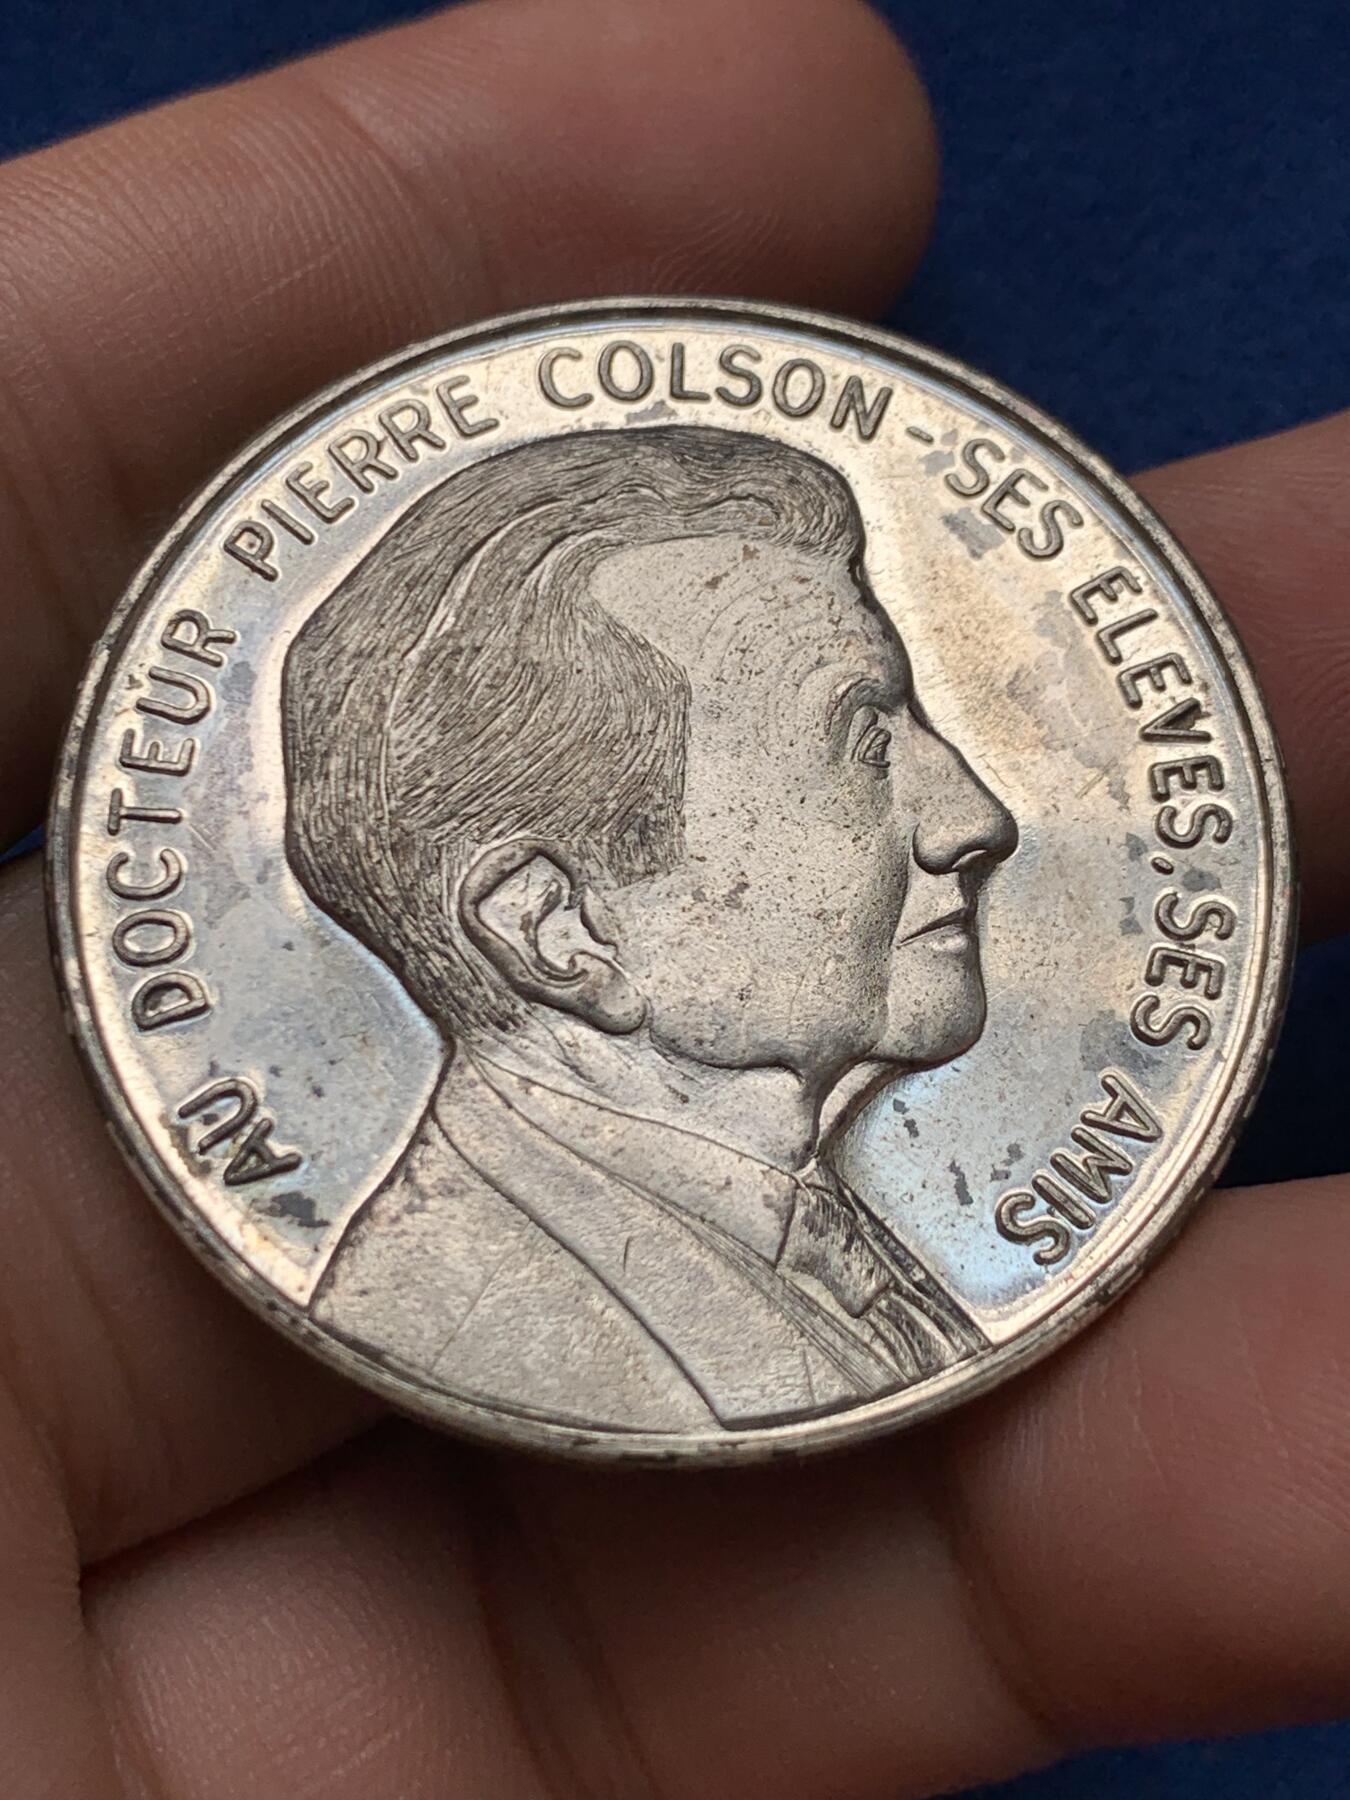 AU DOCTEUR PIERRE COLSON - SES ELEVES, SES AMIS